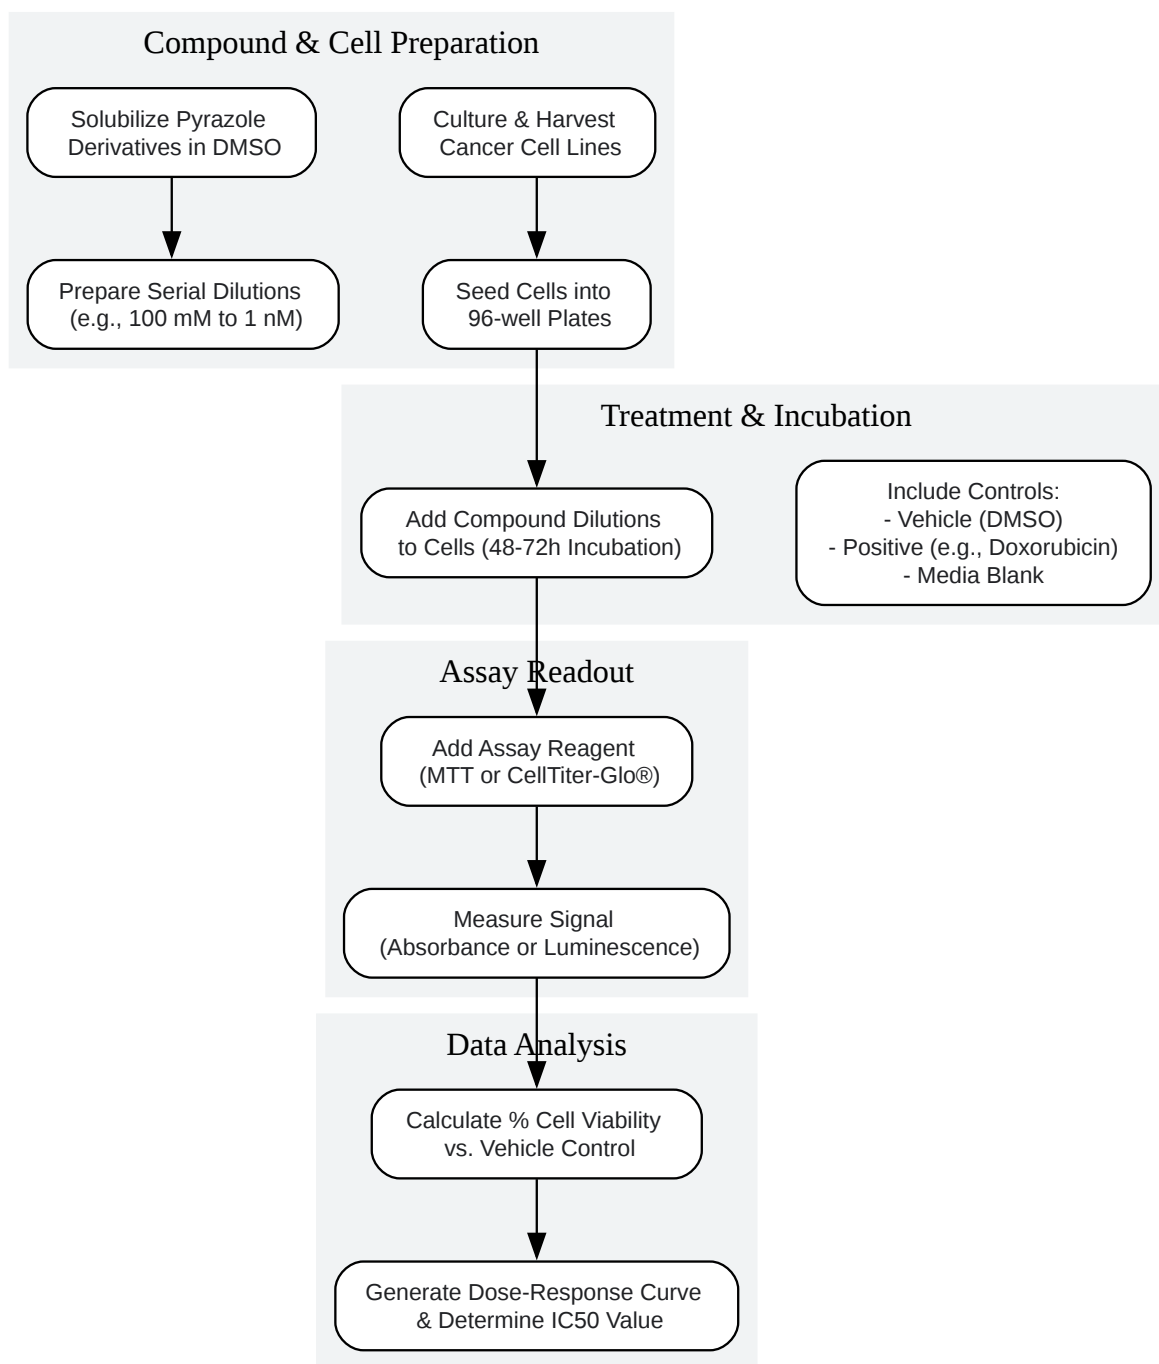 Compound & Cell Preparation
Solubilize Pyrazole
Derivatives in DMSO
Culture & Harvest
Cancer Cell Lines
Prepare Serial Dilutions
(e.g., 100 mM to 1 nM)
Seed Cells into
96-well Plates
Treatment & Incubation
Add Compound Dilutions
to Cells (48-72h Incubation)
Include Controls:
- Vehicle (DMSO)
- Positive (e.g., Doxorubicin)
- Media Blank
Assay Readout
Add Assay Reagent
(MTT or CellTiter-Glo®)
Measure Signal
(Absorbance or Luminescence)
Data Analysis
Calculate % Cell Viability
vs. Vehicle Control
Generate Dose-Response Curve
& Determine IC50 Value